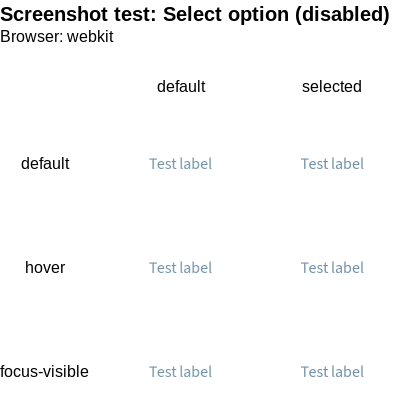 Screenshot test: Select option (disabled)
Browser: webkit
default selected
default Test label Test label
hover Test label Test label
focus-visible Test label Test label